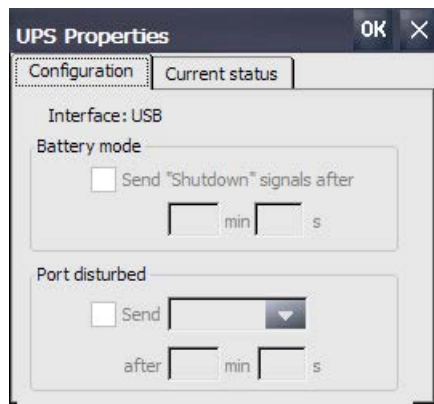 UPS Properties OK ×
Configuration Current status
Interface: USB
Battery mode
Send "Shutdown" signals after
min s
Port disturbed
Send
after min s